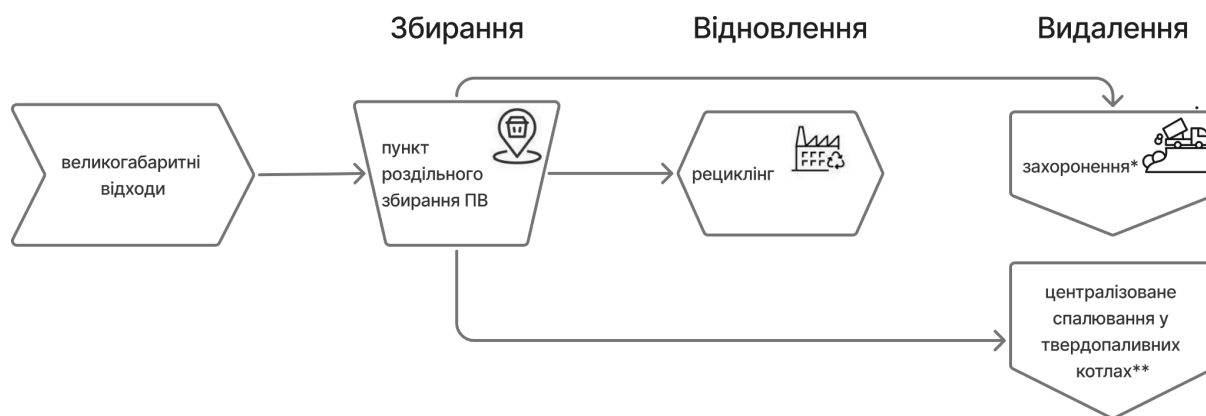 Збирання
Відновлення
Видалення
великогабаритні
відходи
пункт
роздільного
збирання ПВ
рециклінг
захоронення*
централізоване
спалювання у
твердопаливних
котлах**